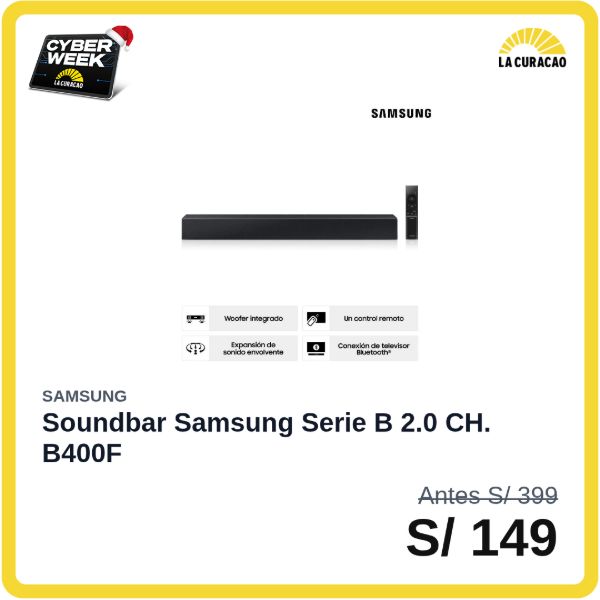 CYBER
WEEK
LA CURACAO
LA CURACAO
SAMSUNG
Woofer integrado
Un control remoto
Expansión de
sonido envolvente
Conexión de televisor
Bluetooth®
SAMSUNG
Soundbar Samsung Serie B 2.0 CH.
B400F
Antes S/ 399
S/ 149